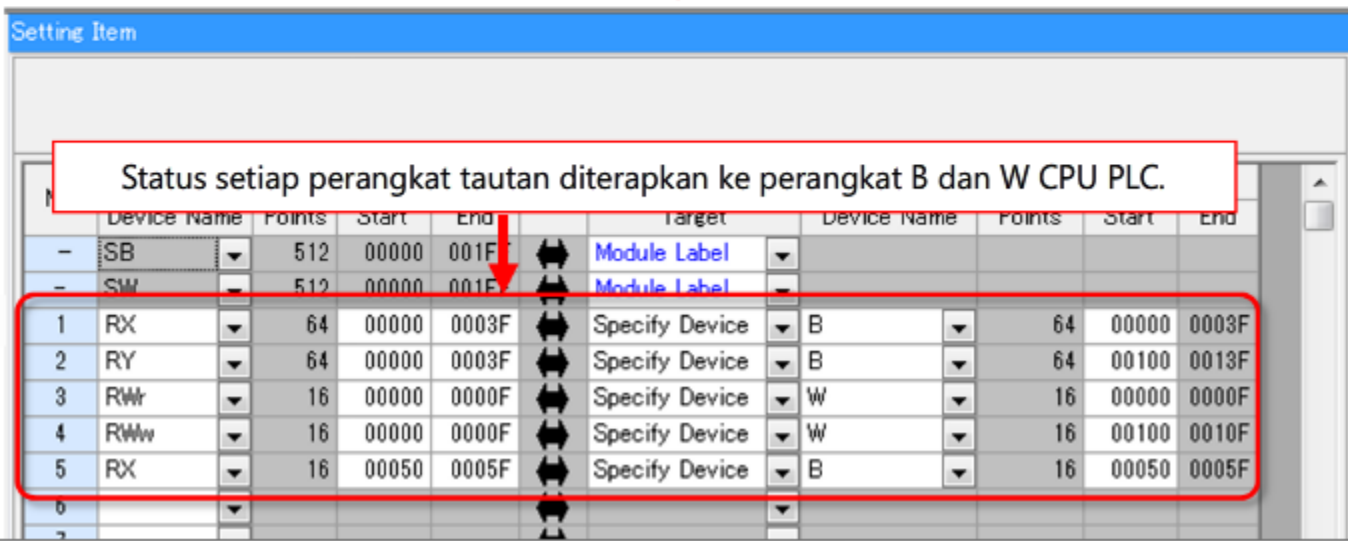 Setting Item
Status setiap perangkat tautan diterapkan ke perangkat B dan W CPU PLC.
Device Name Points Start End Target Device Name Points Start End
- SB 512 00000 001FF Module Label
- SW 512 00000 001FF Module Label
1 RX 64 00000 0003F Specify Device B 64 00000 0003F
2 RY 64 00000 0003F Specify Device B 64 00100 0013F
3 RWr 16 00000 0000F Specify Device W 16 00000 0000F
4 RWw 16 00000 0000F Specify Device W 16 00100 0010F
5 RX 16 00050 0005F Specify Device B 16 00050 0005F
6
7